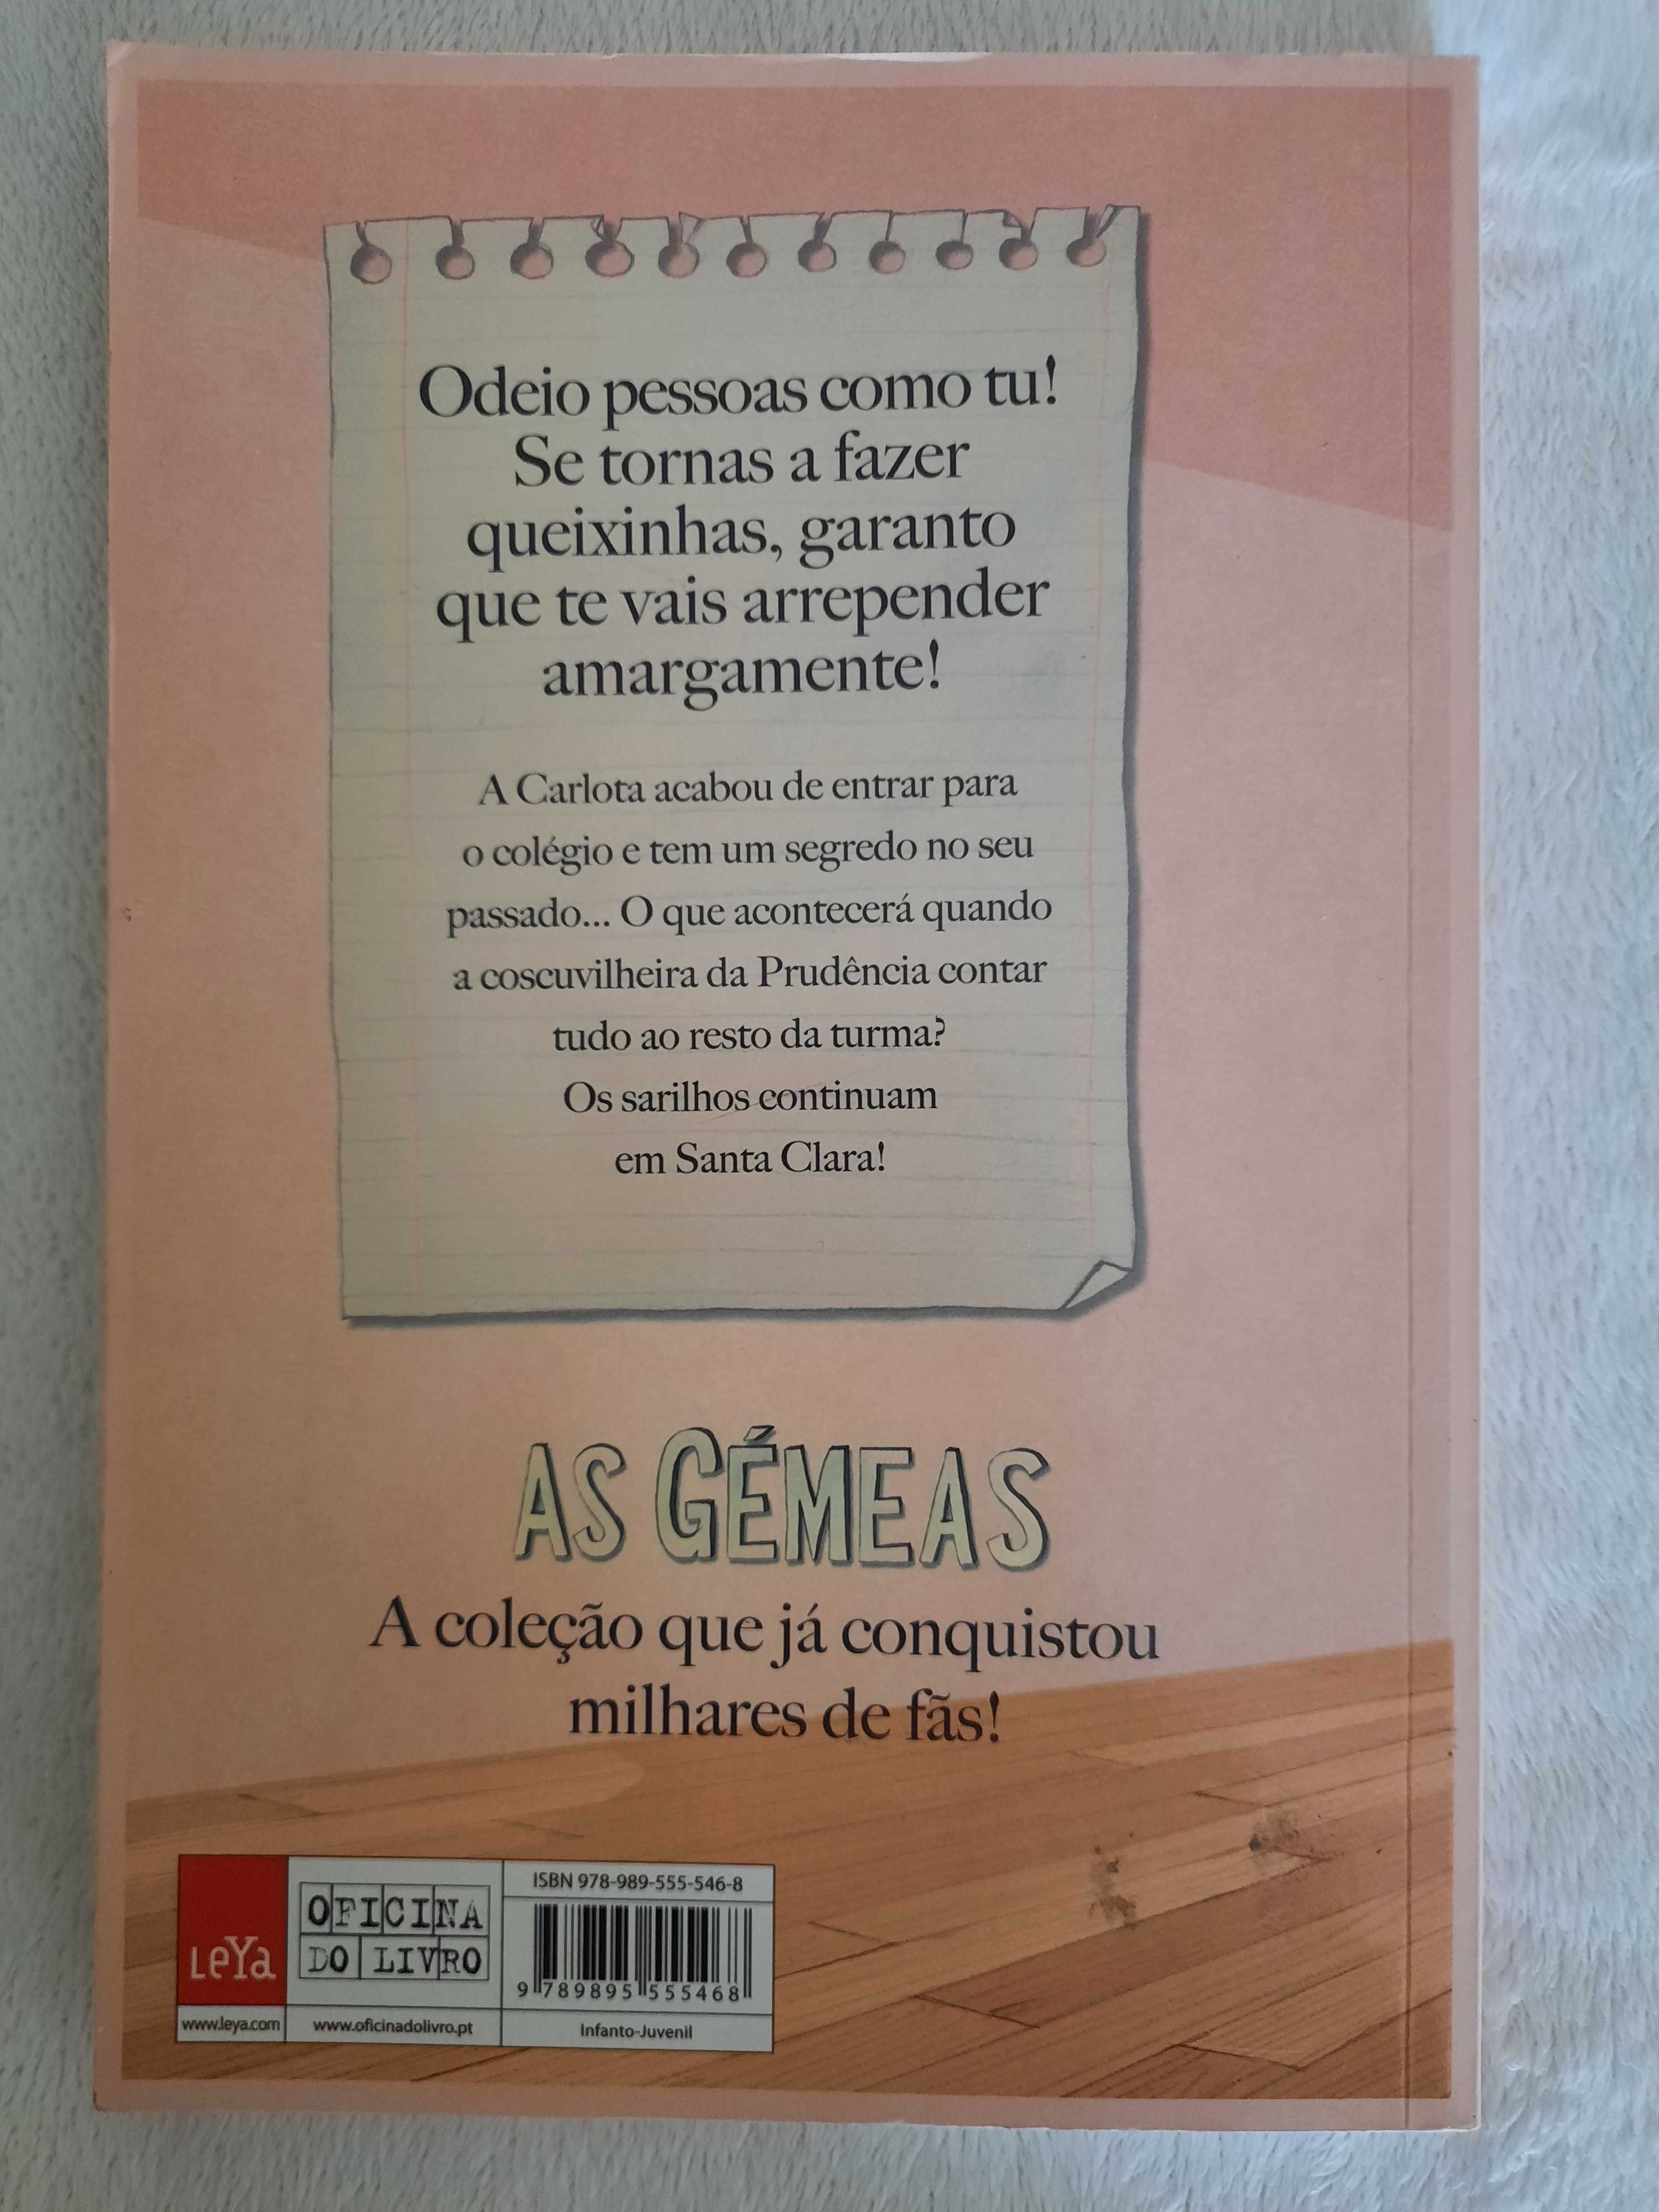 Odeio pessoas como tu!
Se tornas a fazer
queixinhas, garanto
que te vais arrepender
amargamente!
A Carlota acabou de entrar para
o colégio e tem um segredo no seu
passado... O que acontecerá quando
a coscuvilheira da Prudência contar
tudo ao resto da turma?
Os sarilhos continuam
em Santa Clara!
AS GÉMEAS
A coleção que já conquistou
milhares de fãs!
LeYa
www.leya.com
OFICINA
DO LIVRO
www.oficinadolivro.pt
ISBN 978-989-555-546-8
9 789895 555468
Infanto-Juvenil